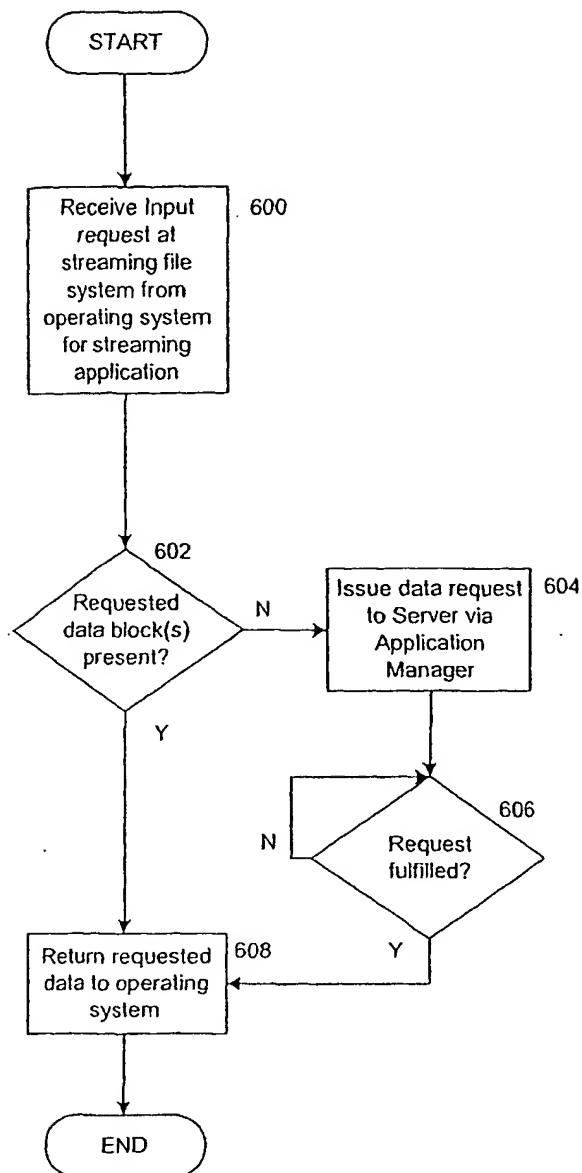 START
Receive Input
request at
streaming file
system from
operating system
for streaming
application
600
602
Requested
data block(s)
present?
N
Y
Issue data request
to Server via
Application
Manager
604
606
Request
fulfilled?
N
Y
Return requested
data to operating
system
608
END